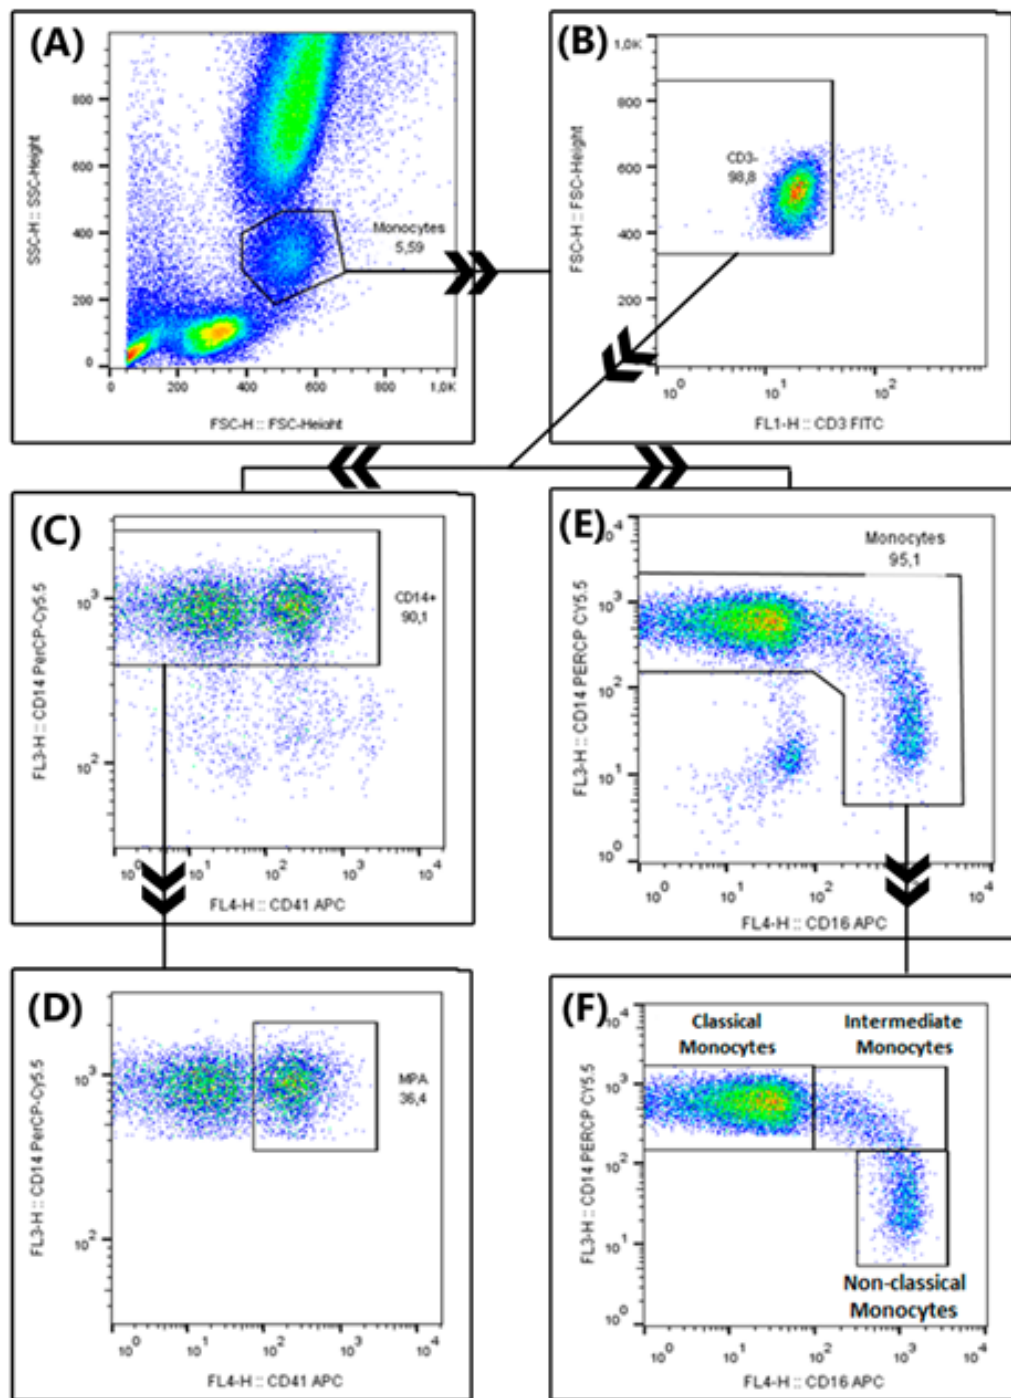 (A)
SSC-H :: SSC-Height
800
600
400
200
0
Monocytes
5,59
0 200 400 600 800 1,0K
FSC-H :: FSC-Height
(B)
FSC-H :: FSC-Height
1,0K
800
600
400
200
CD3-
98,8
10^0 10^1 10^2
FL1-H :: CD3 FITC
(C)
FL3-H :: CD14 PerCP-Cy5.5
10^3
10^2
CD14+
90,1
10^0 10^1 10^2 10^3 10^4
FL4-H :: CD41 APC
(E)
FL3-H :: CD14 PERCP CY5.5
10^4
10^3
10^2
10^1
10^0
Monocytes
95,1
10^0 10^1 10^2 10^4
FL4-H :: CD16 APC
(D)
FL3-H :: CD14 PerCP-Cy5.5
10^3
10^2
MPA
36,4
10^0 10^1 10^2 10^3 10^4
FL4-H :: CD41 APC
(F)
FL3-H :: CD14 PERCP CY5.5
10^4
10^3
10^2
10^1
10^0
Classical
Monocytes
Intermediate
Monocytes
Non-classical
Monocytes
10^0 10^1 10^2 10^3 10^4
FL4-H :: CD16 APC